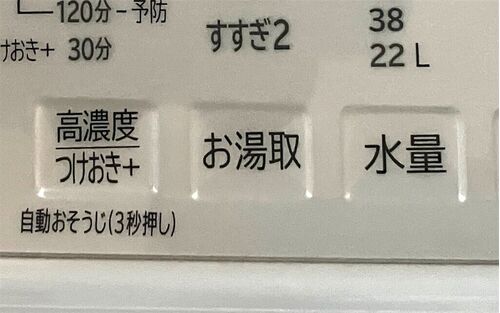 120分-予防
けおき+ 30分
すすぎ2
38
22 L
高濃度
つけおき+
お湯取
水量
自動おそうじ(3秒押し)